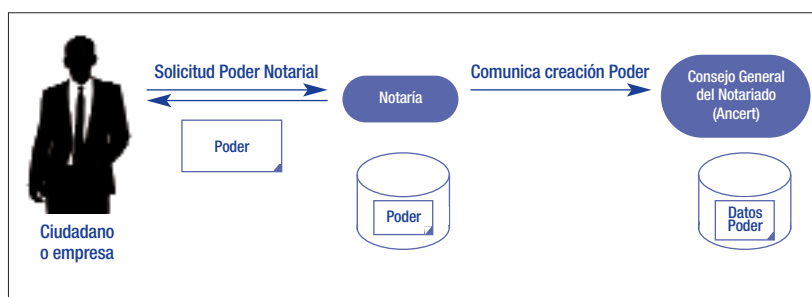 Solicitud Poder Notarial
Comunica creación Poder
Notaría
Consejo General
del Notariado
(Ancert)
Poder
Poder
Datos
Poder
Ciudadano
o empresa